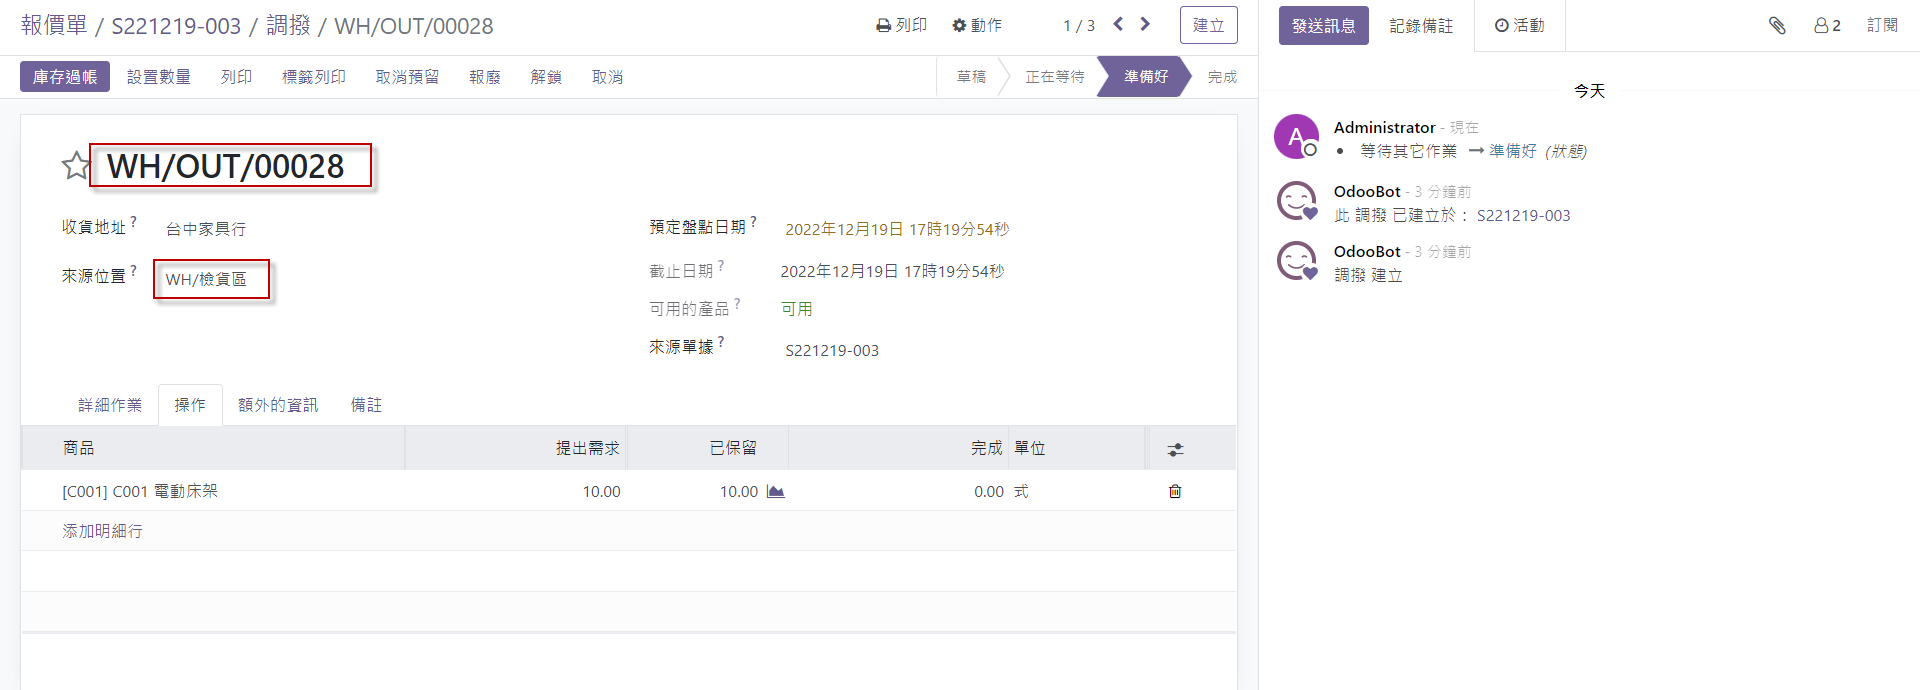 報價單 / S221219-003 / 調撥 / WH/OUT/00028
列印 動作 1 / 3 建立
庫存過帳 設置數量 列印 標籤列印 取消預留 報廢 解鎖 取消
草稿 正在等待 準備好 完成
WH/OUT/00028
收貨地址 ? 台中家具行
來源位置 ? WH/檢貨區
預定盤點日期 ? 2022年12月19日 17時19分54秒
截止日期 ? 2022年12月19日 17時19分54秒
可用的產品 ? 可用
來源單據 ? S221219-003
詳細作業 操作 額外的資訊 備註
商品 提出需求 已保留 完成 單位
[C001] C001 電動床架 10.00 10.00 0.00 式
添加明細行
發送訊息 記錄備註 活動 2 訂閱
今天
A
Administrator - 現在
• 等待其它作業 → 準備好 (狀態)
OdooBot - 3 分鐘前
此 調撥 已建立於： S221219-003
OdooBot - 3 分鐘前
調撥 建立